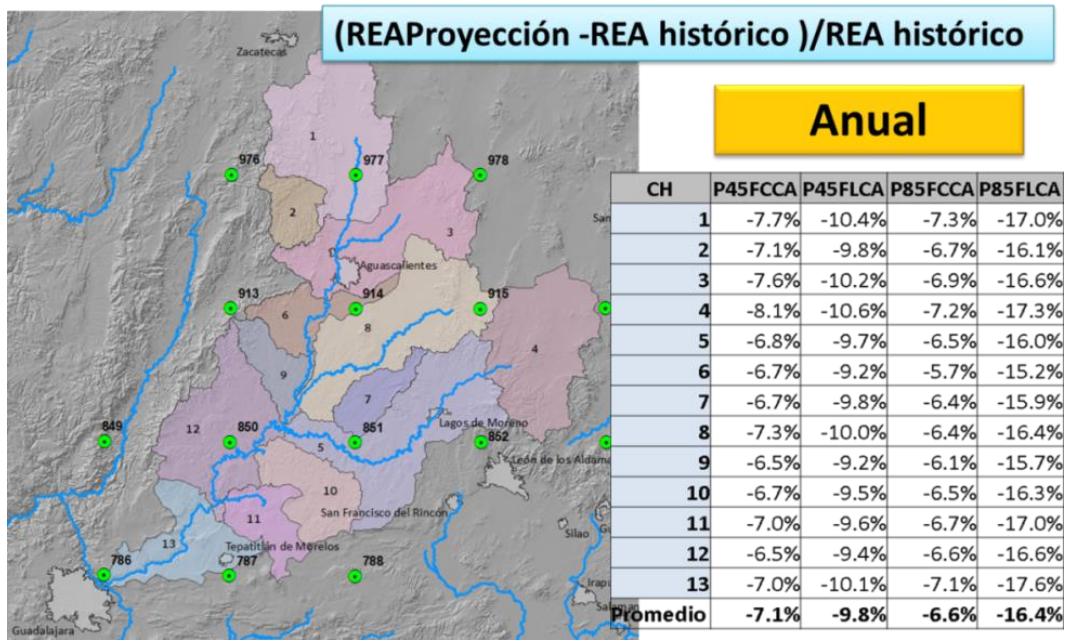 (REAProyección -REA histórico )/REA histórico
Anual
CH P45FCCA P45FLCA P85FCCA P85FLCA
1 -7.7% -10.4% -7.3% -17.0%
2 -7.1% -9.8% -6.7% -16.1%
3 -7.6% -10.2% -6.9% -16.6%
4 -8.1% -10.6% -7.2% -17.3%
5 -6.8% -9.7% -6.5% -16.0%
6 -6.7% -9.2% -5.7% -15.2%
7 -6.7% -9.8% -6.4% -15.9%
8 -7.3% -10.0% -6.4% -16.4%
9 -6.5% -9.2% -6.1% -15.7%
10 -6.7% -9.5% -6.5% -16.3%
11 -7.0% -9.6% -6.7% -17.0%
12 -6.5% -9.4% -6.6% -16.6%
13 -7.0% -10.1% -7.1% -17.6%
Promedio -7.1% -9.8% -6.6% -16.4%
Zacatecas
1
976
977
978
2
3
San
Aguascalientes
913
914
915
6
8
4
9
7
Lagos de Moreno
12
849
850
851
852
5
León de los Aldama
10
San Francisco del Rincón
11
Silao
13
Tepatitlán de Morelos
786
787
788
Irapu
Salaman
Guadalajara